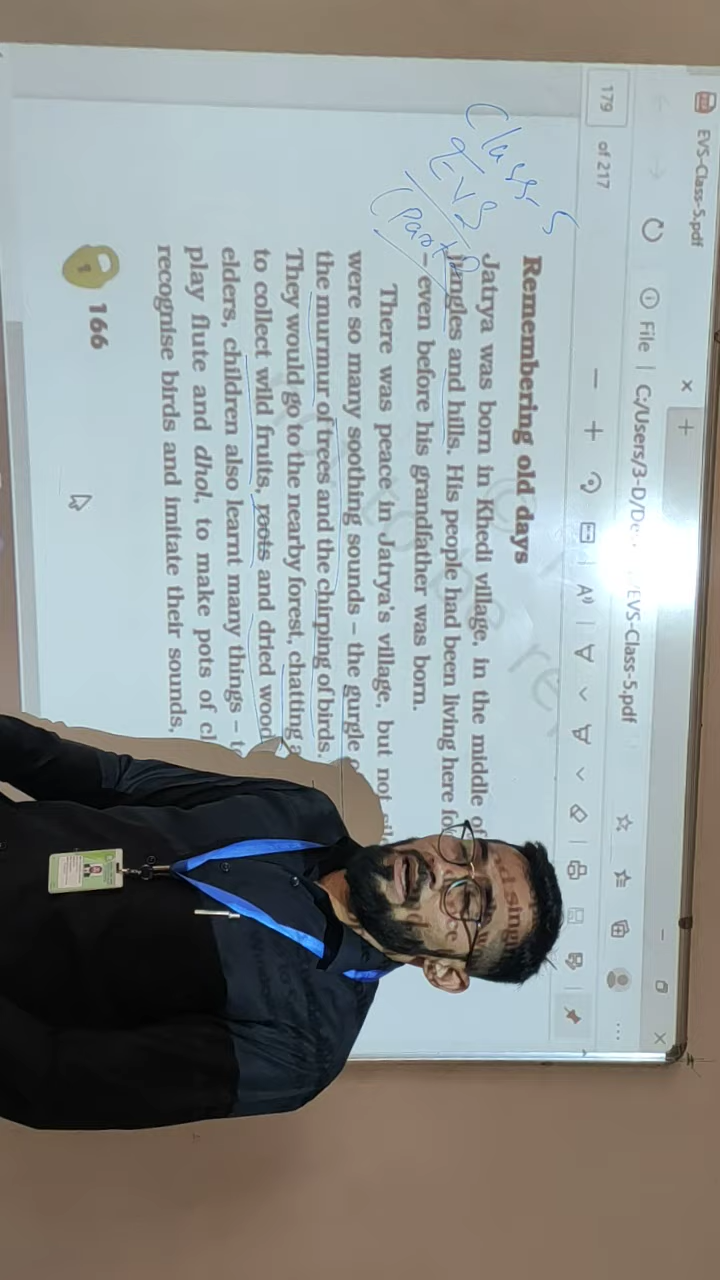 EVS-Class-5.pdf
File | C:/Users/3-D/De /EVS-Class-5.pdf
179 of 217
Class-5
EVS
(Part
Remembering old days
Jatrya was born in Khedi village, in the middle of
jungles and hills. His people had been living here
– even before his grandfather was born.
There was peace in Jatrya's village, but not
were so many soothing sounds – the gurgle
the murmur of trees and the chirping of birds.
They would go to the nearby forest, chatting
to collect wild fruits, roots and dried
elders, children also learnt many things –
play flute and dhol, to make pots of
recognise birds and imitate their sounds,
166